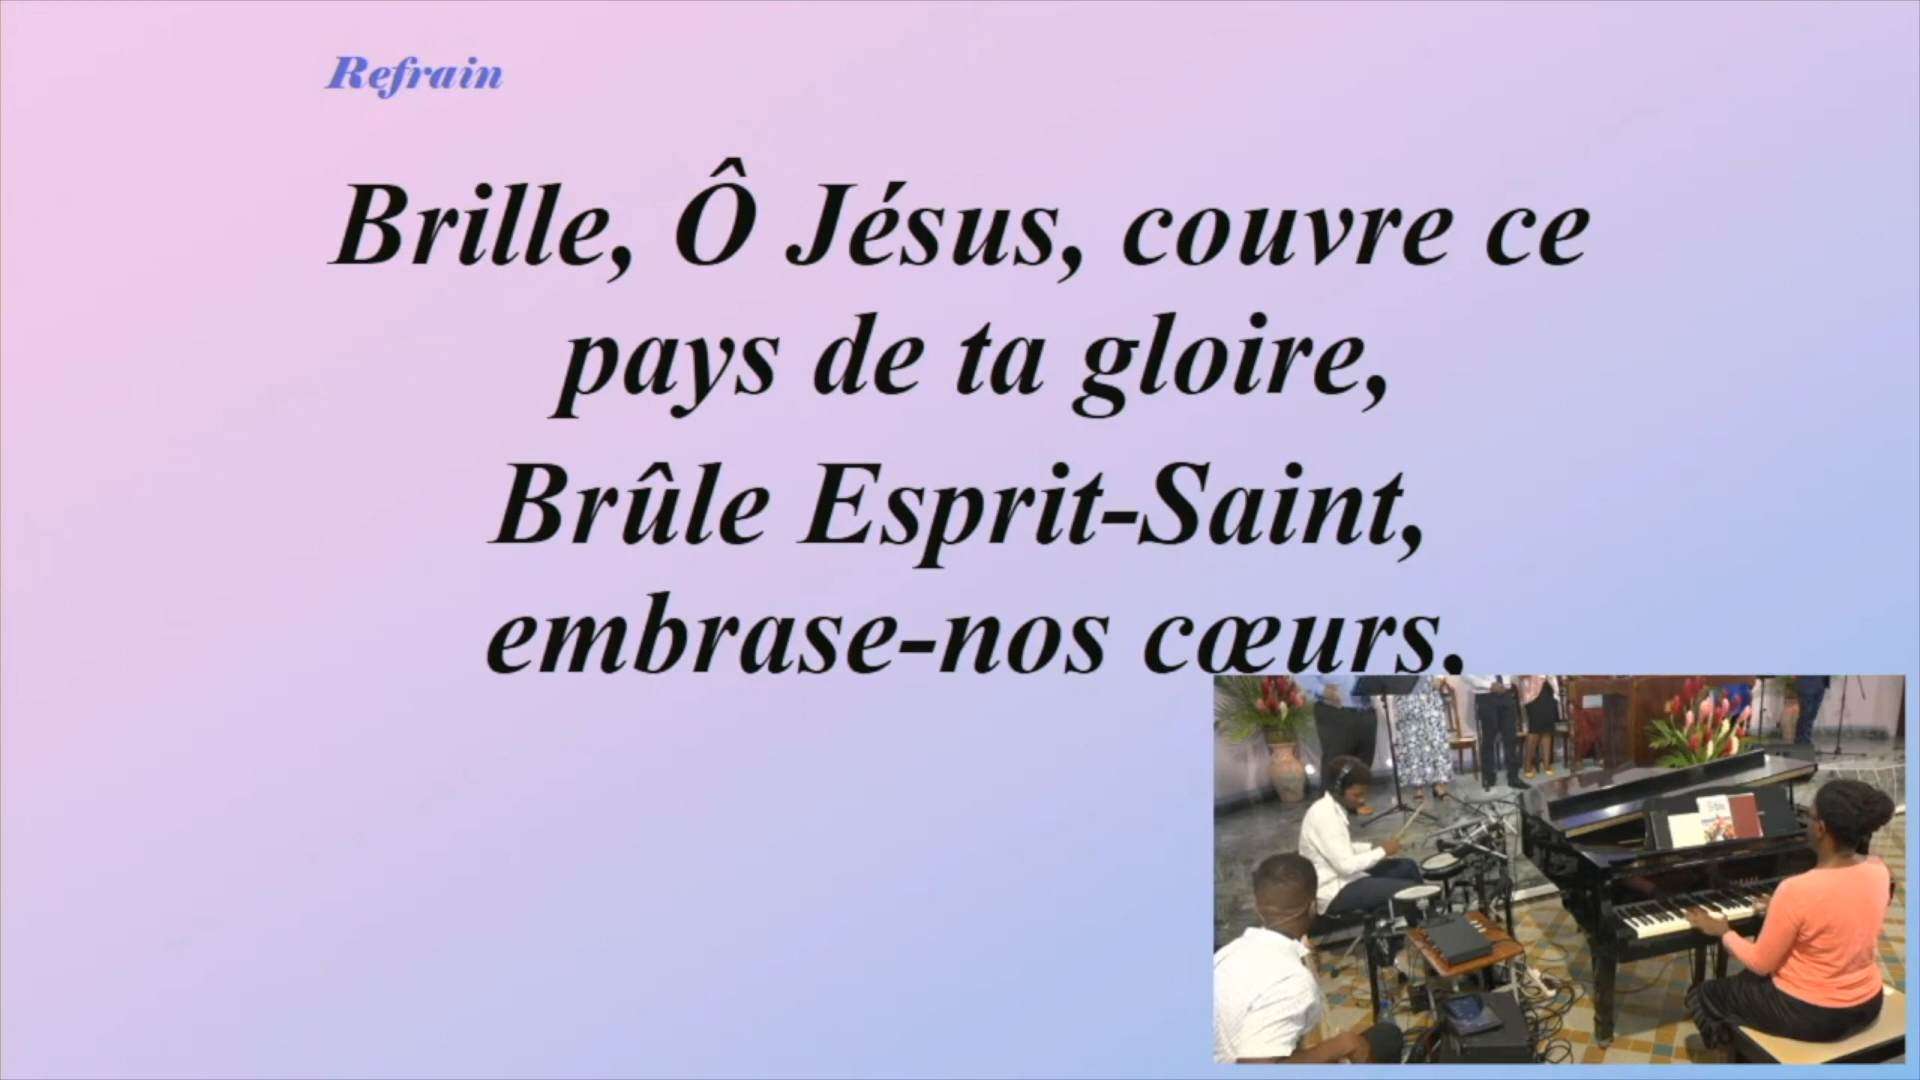 Refrain
Brille, Ô Jésus, couvre ce
pays de ta gloire,
Brûle Esprit-Saint,
embrase-nos cœurs.